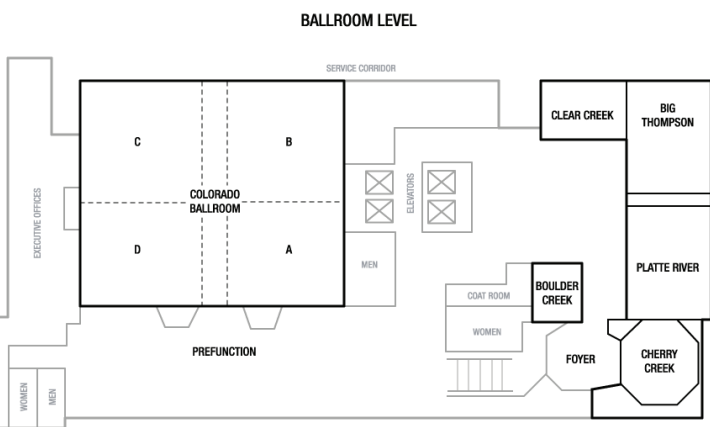 BALLROOM LEVEL
SERVICE CORRIDOR
CLEAR CREEK
BIG
THOMPSON
C
B
EXECUTIVE OFFICES
COLORADO
BALLROOM
ELEVATORS
D
A
MEN
PLATTE RIVER
COAT ROOM
BOULDER
CREEK
WOMEN
PREFUNCTION
FOYER
CHERRY
CREEK
WOMEN
MEN